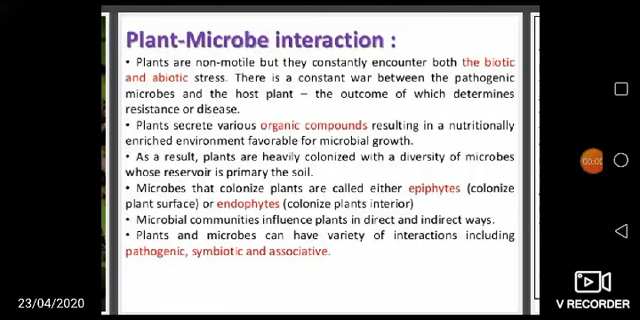 Plant-Microbe interaction :
• Plants are non-motile but they constantly encounter both the biotic
and abiotic stress. There is a constant war between the pathogenic
microbes and the host plant – the outcome of which determines
resistance or disease.
• Plants secrete various organic compounds resulting in a nutritionally
enriched environment favorable for microbial growth.
• As a result, plants are heavily colonized with a diversity of microbes
whose reservoir is primary the soil.
• Microbes that colonize plants are called either epiphytes (colonize
plant surface) or endophytes (colonize plants interior)
• Microbial communities influence plants in direct and indirect ways.
• Plants and microbes can have variety of interactions including
pathogenic, symbiotic and associative.
00:00
23/04/2020
V RECORDER